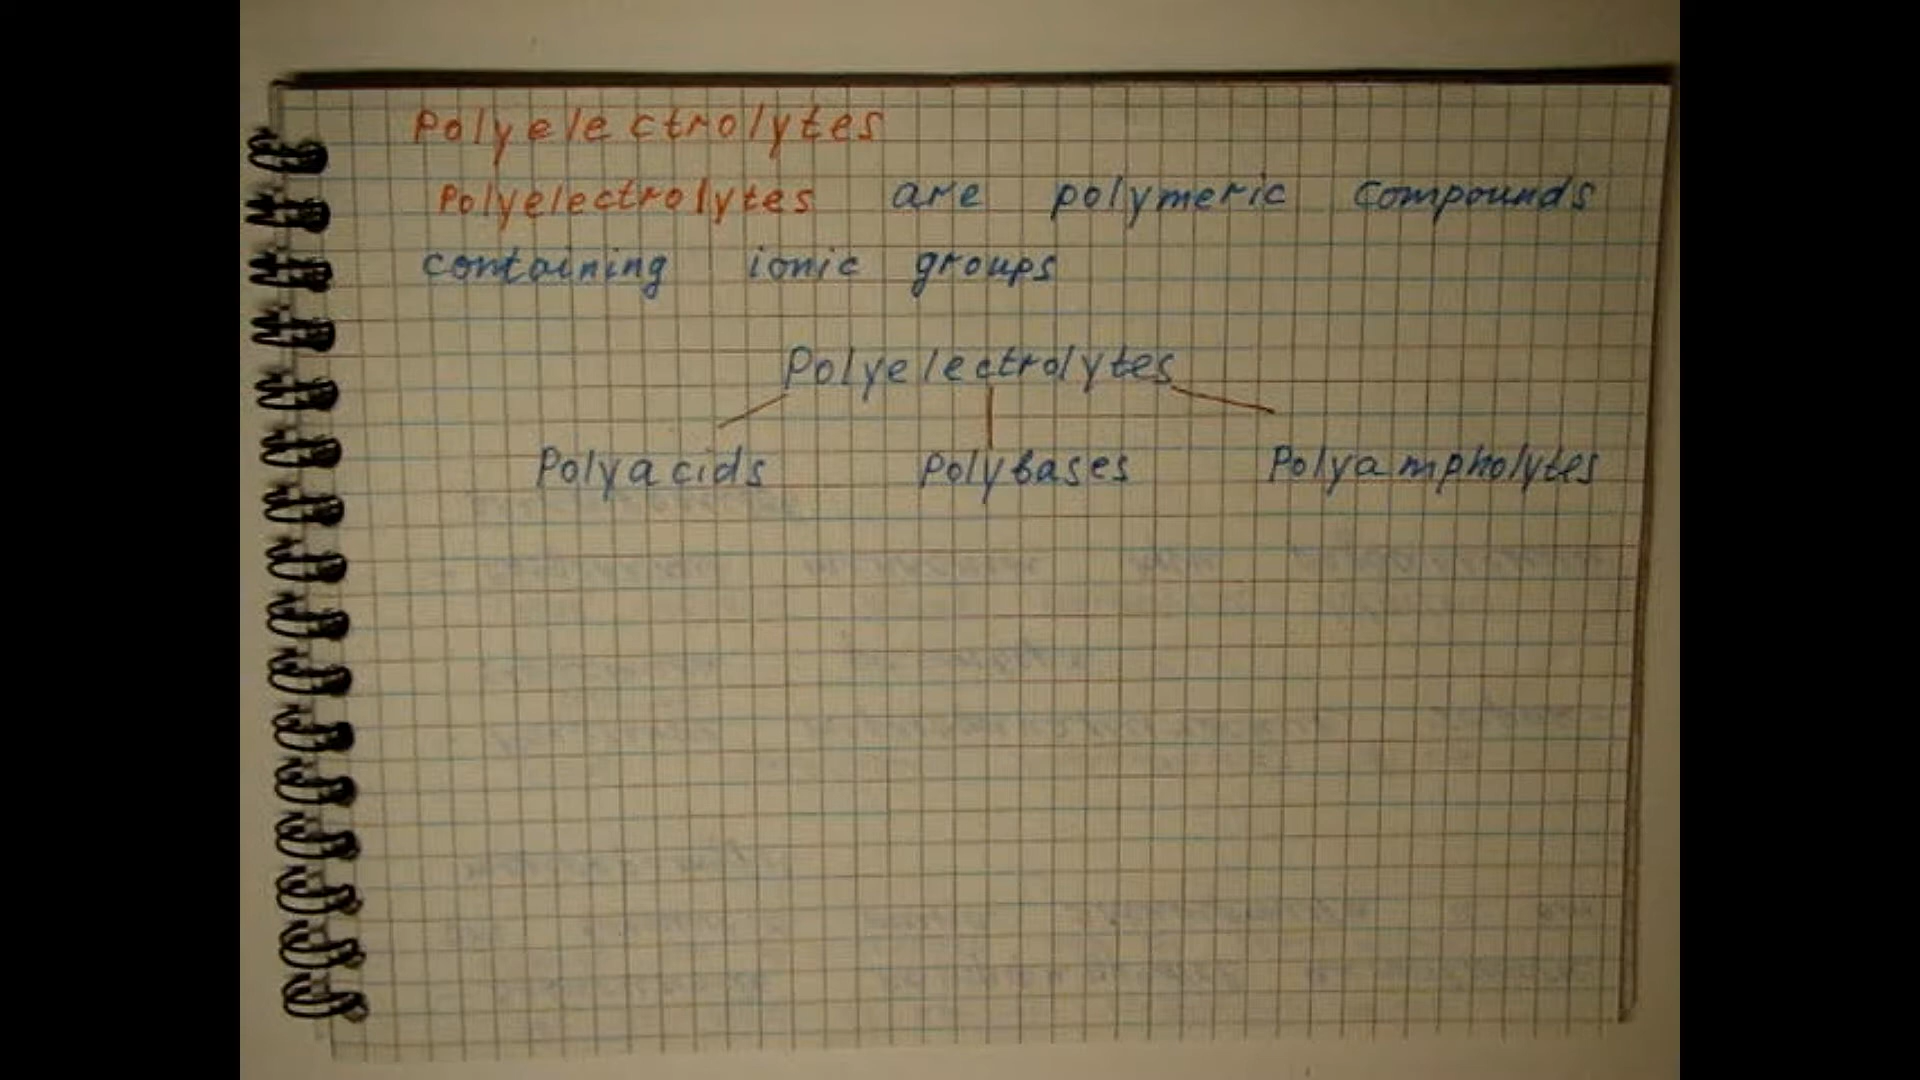 Polyelectrolytes
Polyelectrolytes are polymeric compounds
containing ionic groups
Polyelectrolytes
Polyacids Polybases Polyampholytes